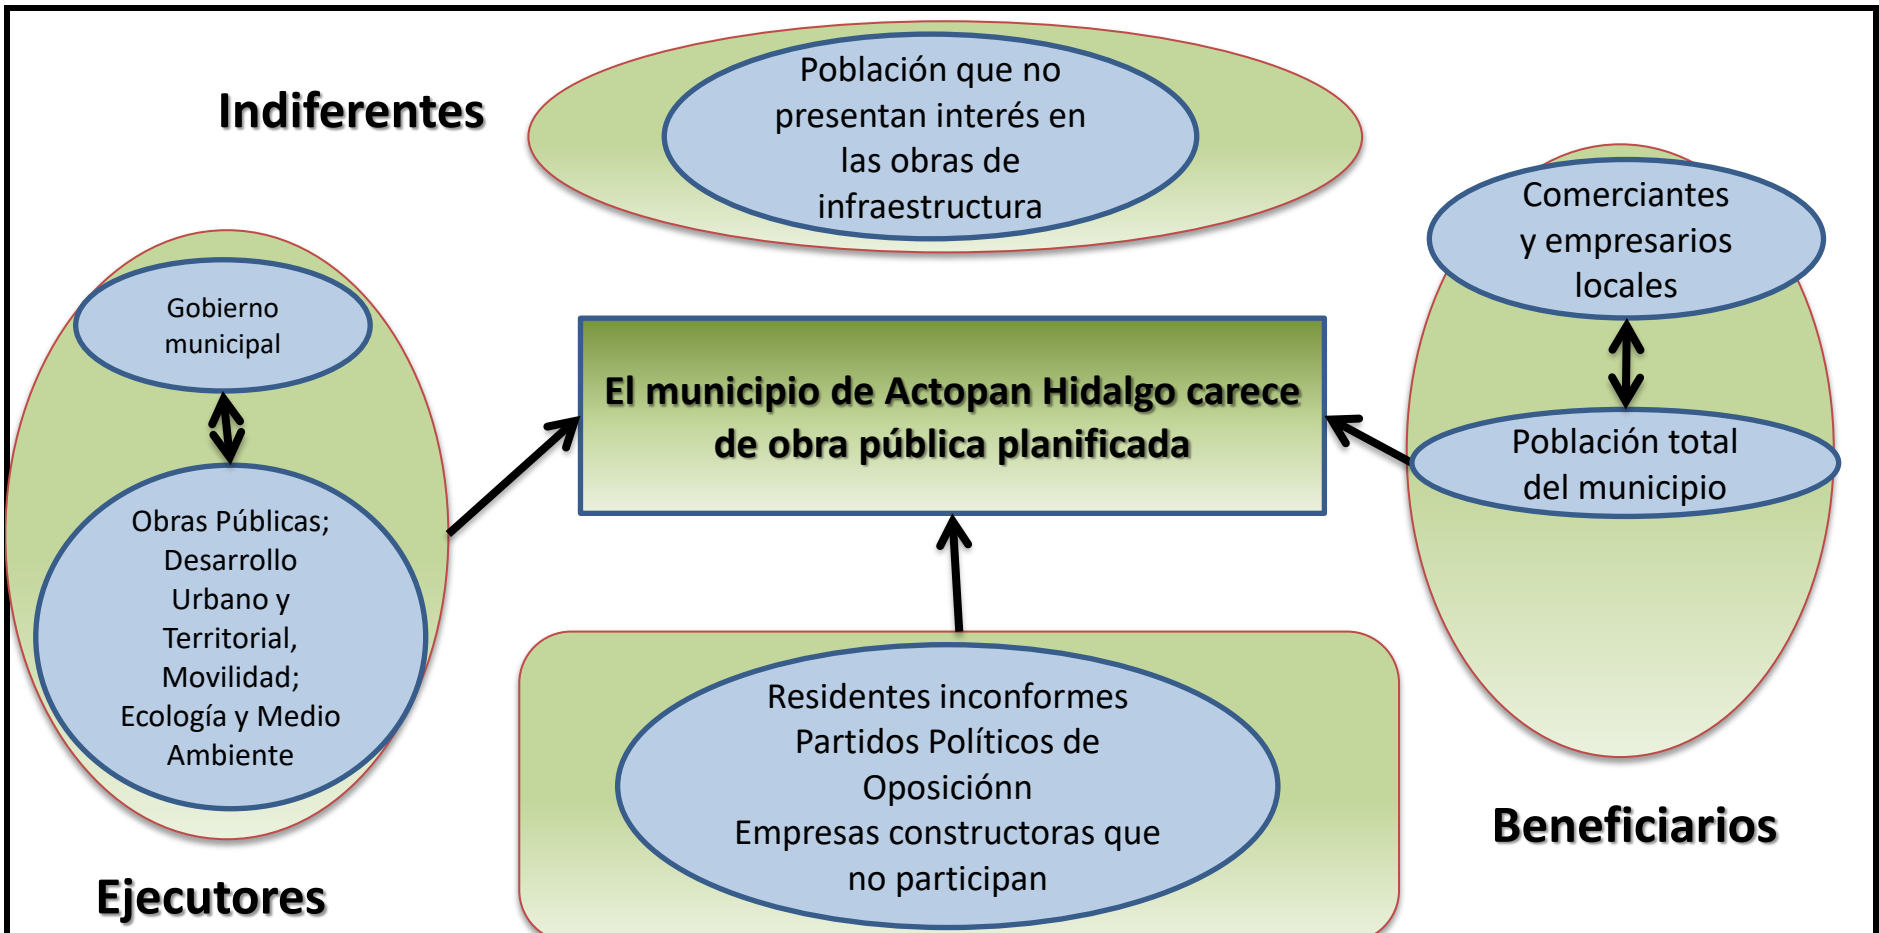 Indiferentes
Población que no
presentan interés en
las obras de
infraestructura
Comerciantes
y empresarios
locales
Gobierno
municipal
El municipio de Actopan Hidalgo carece
de obra pública planificada
Población total
del municipio
Obras Públicas;
Desarrollo
Urbano y
Territorial,
Movilidad;
Ecología y Medio
Ambiente
Residentes inconformes
Partidos Políticos de
Oposiciónn
Empresas constructoras que
no participan
Beneficiarios
Ejecutores